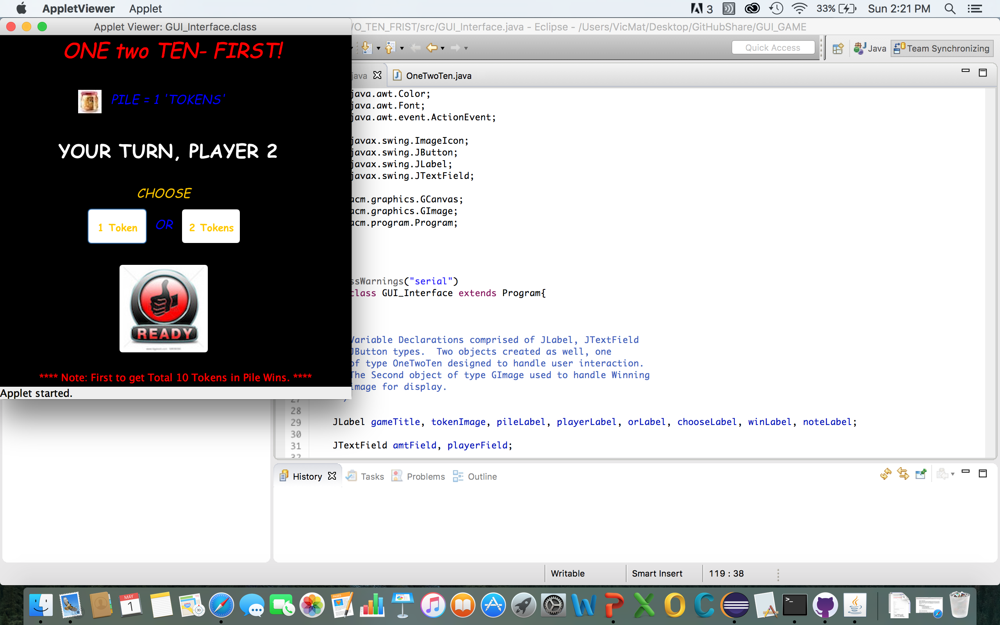 AppletViewer Applet
3 33% Sun 2:21 PM
Applet Viewer: GUI_Interface.class
/O_TEN_FRIST/src/GUI_Interface.java - Eclipse - /Users/VicMat/Desktop/GitHubShare/GUI_GAME
ONE two TEN- FIRST!
PILE = 1 'TOKENS'
YOUR TURN, PLAYER 2
CHOOSE
1 Token OR 2 Tokens
READY
**** Note: First to get Total 10 Tokens in Pile Wins. ****
Applet started.
Quick Access
Java
Team Synchronizing
java
OneTwoTen.java
java.awt.Color;
java.awt.Font;
java.awt.event.ActionEvent;
javax.swing.ImageIcon;
javax.swing.JButton;
javax.swing.JLabel;
javax.swing.JTextField;
acm.graphics.GCanvas;
acm.graphics.GImage;
acm.program.Program;
ssWarnings("serial")
class GUI_Interface extends Program{
Variable Declarations comprised of JLabel, JTextField
JButton types. Two objects created as well, one
of type OneTwoTen designed to handle user interaction.
The Second object of type GImage used to handle Winning
image for display.
27 */
28
29 JLabel gameTitle, tokenImage, pileLabel, playerLabel, orLabel, chooseLabel, winLabel, noteLabel;
30
31 JTextField amtField, playerField;
32
History Tasks Problems Outline
Writable Smart Insert 119 : 38
MAY
1
PAGES
3D
HTML